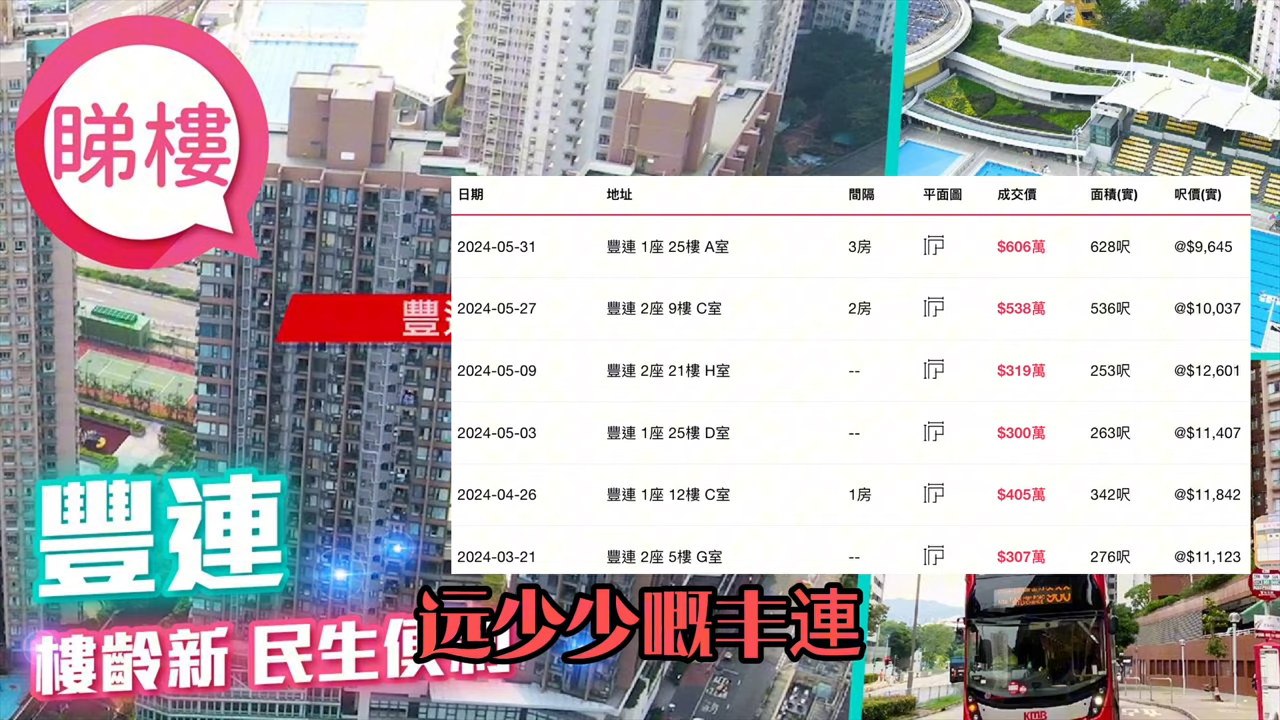 睇樓
日期 地址 間隔 平面圖 成交價 面積(實) 呎價(實)
2024-05-31 豐連 1座 25樓 A室 3房 $606萬 628呎 @$9,645
豐
2024-05-27 豐連 2座 9樓 C室 2房 $538萬 536呎 @$10,037
2024-05-09 豐連 2座 21樓 H室 -- $319萬 253呎 @$12,601
2024-05-03 豐連 1座 25樓 D室 -- $300萬 263呎 @$11,407
2024-04-26 豐連 1座 12樓 C室 1房 $405萬 342呎 @$11,842
2024-03-21 豐連 2座 5樓 G室 -- $307萬 276呎 @$11,123
豐連
樓齡新 民生便
远少少嘅丰連
900
KMB